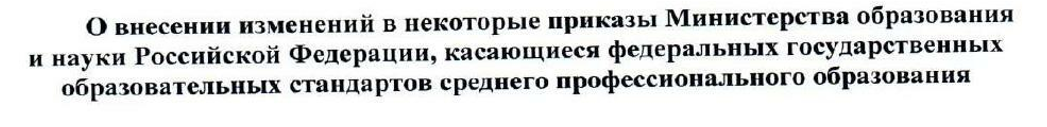 О внесении изменений в некоторые приказы Министерства образования
и науки Российской Федерации, касающиеся федеральных государственных
образовательных стандартов среднего профессионального образования